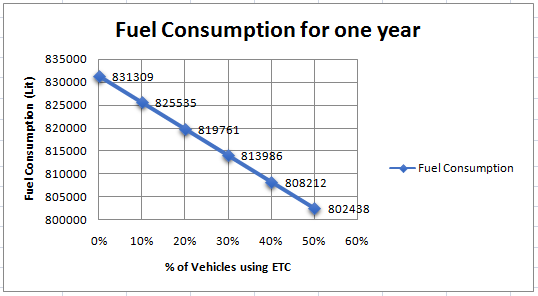 Fuel Consumption for one year
Fuel Consumption (Lit)
835000
830000
825000
820000
815000
810000
805000
800000
831309
825535
819761
813986
808212
802438
0% 10% 20% 30% 40% 50% 60%
% of Vehicles using ETC
Fuel Consumption